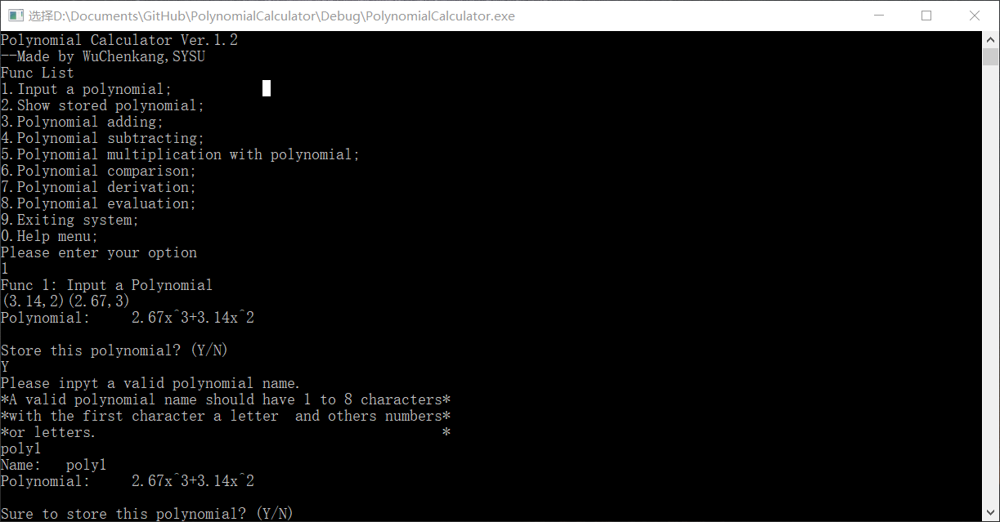 选择D:\Documents\GitHub\PolynomialCalculator\Debug\PolynomialCalculator.exe
Polynomial Calculator Ver.1.2
--Made by WuChenkang,SYSU
Func List
1.Input a polynomial;
2.Show stored polynomial;
3.Polynomial adding;
4.Polynomial subtracting;
5.Polynomial multiplication with polynomial;
6.Polynomial comparison;
7.Polynomial derivation;
8.Polynomial evaluation;
9.Exiting system;
0.Help menu;
Please enter your option
1
Func 1: Input a Polynomial
(3.14,2)(2.67,3)
Polynomial:     2.67x^3+3.14x^2
Store this polynomial? (Y/N)
Y
Please inpyt a valid polynomial name.
*A valid polynomial name should have 1 to 8 characters*
*with the first character a letter  and others numbers*
*or letters.                                          *
poly1
Name:   poly1
Polynomial:     2.67x^3+3.14x^2
Sure to store this polynomial? (Y/N)